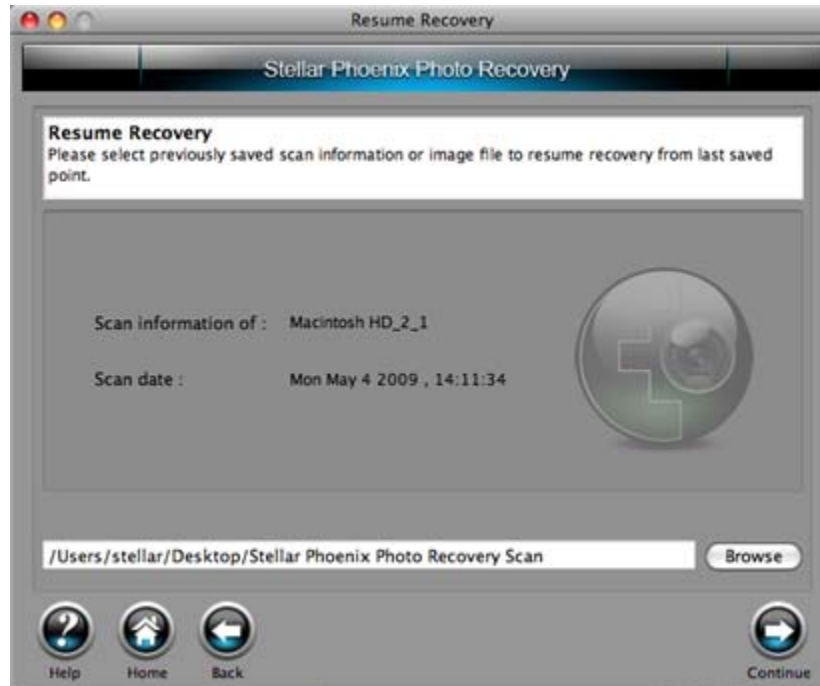 Resume Recovery
Stellar Phoenix Photo Recovery
Resume Recovery
Please select previously saved scan information or image file to resume recovery from last saved
point.
Scan information of : Macintosh HD_2_1
Scan date : Mon May 4 2009 , 14:11:34
/Users/stellar/Desktop/Stellar Phoenix Photo Recovery Scan Browse
? Help Home Back Continue